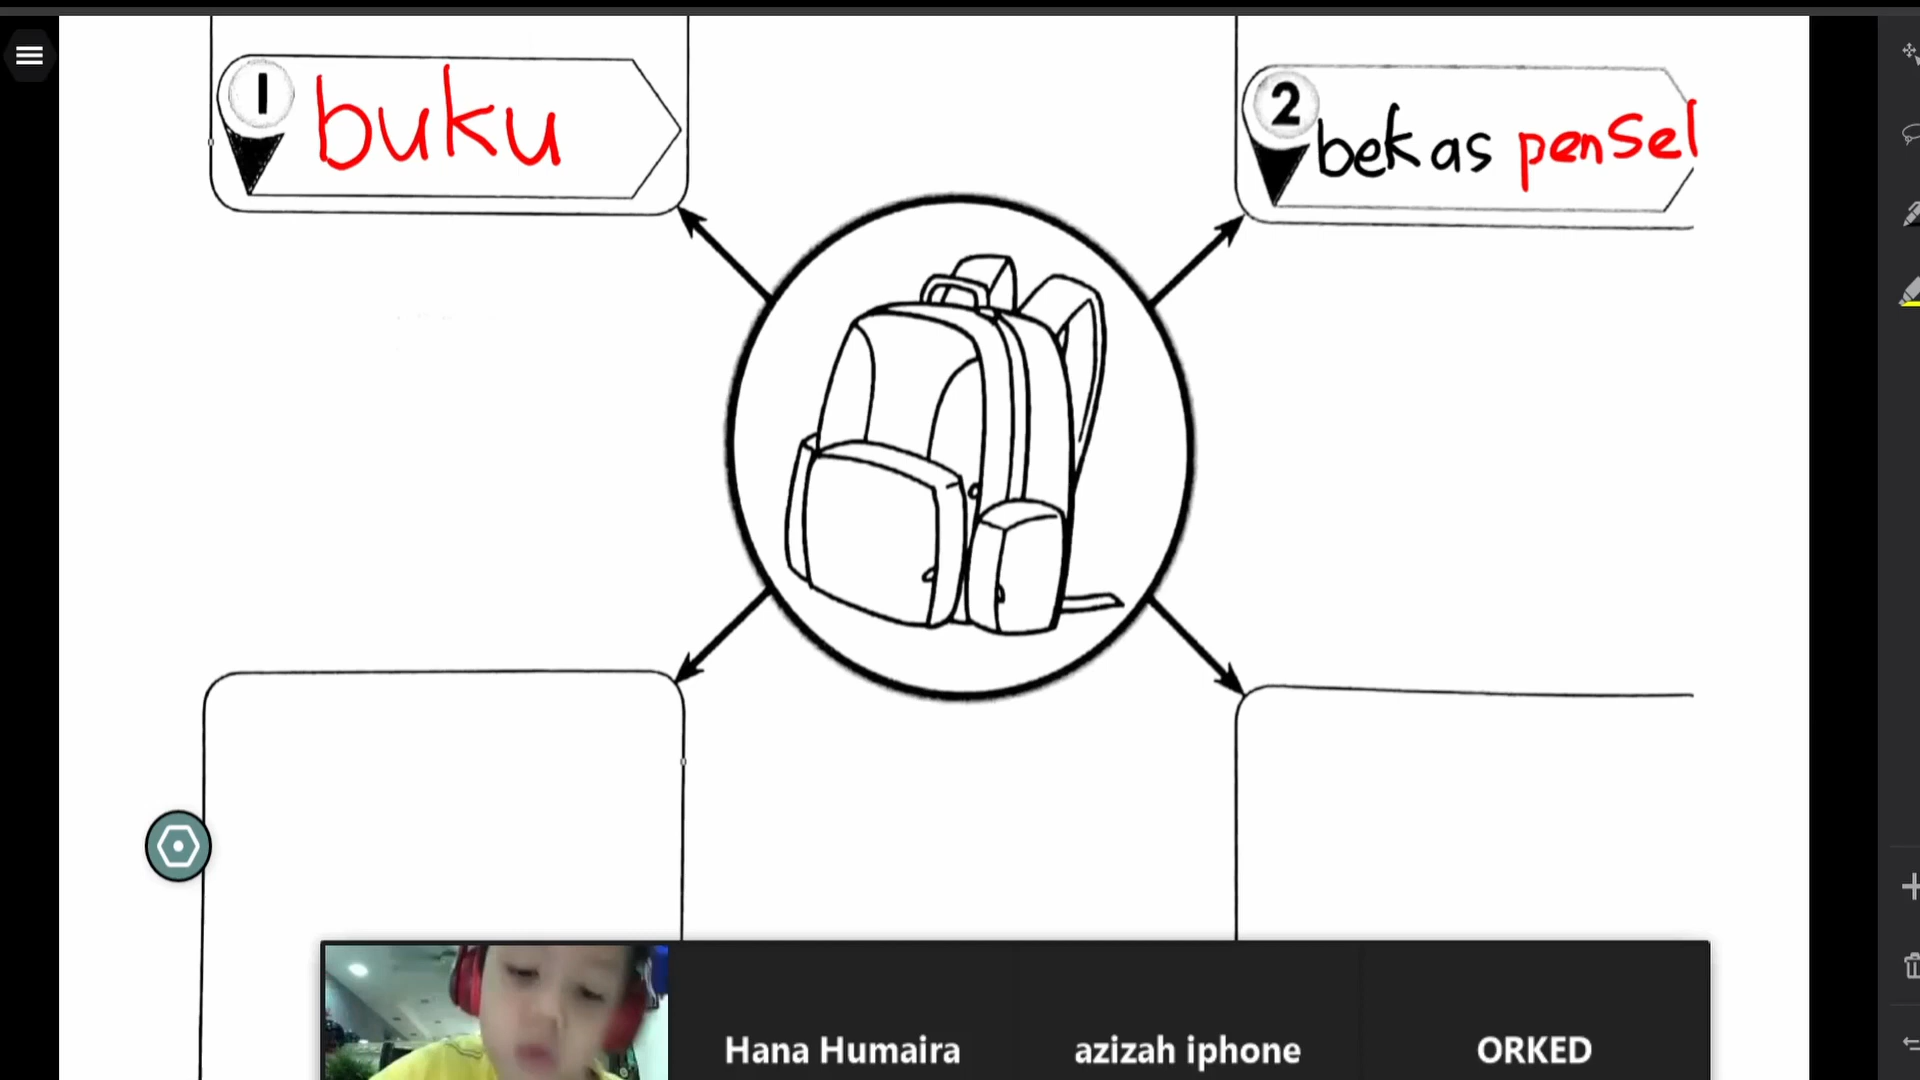 1 buku
2 bekas pensel
Hana Humaira
azizah iphone
ORKED